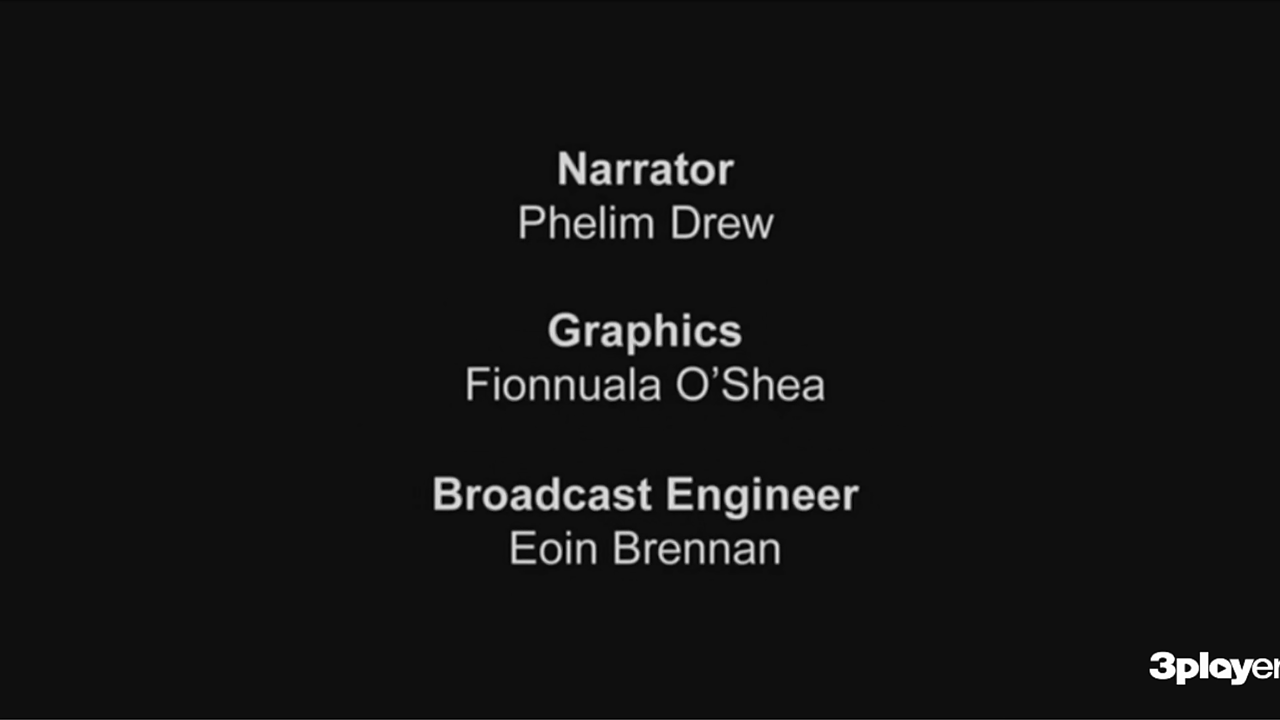 Narrator
Phelim Drew
Graphics
Fionnuala O’Shea
Broadcast Engineer
Eoin Brennan
3player